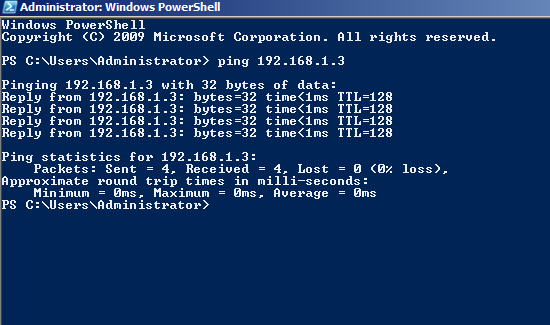 Administrator: Windows PowerShell
Windows PowerShell
Copyright (C) 2009 Microsoft Corporation. All rights reserved.
PS C:\Users\Administrator> ping 192.168.1.3
Pinging 192.168.1.3 with 32 bytes of data:
Reply from 192.168.1.3: bytes=32 time<1ms TTL=128
Reply from 192.168.1.3: bytes=32 time<1ms TTL=128
Reply from 192.168.1.3: bytes=32 time<1ms TTL=128
Reply from 192.168.1.3: bytes=32 time<1ms TTL=128
Ping statistics for 192.168.1.3:
    Packets: Sent = 4, Received = 4, Lost = 0 (0% loss),
Approximate round trip times in milli-seconds:
    Minimum = 0ms, Maximum = 0ms, Average = 0ms
PS C:\Users\Administrator>